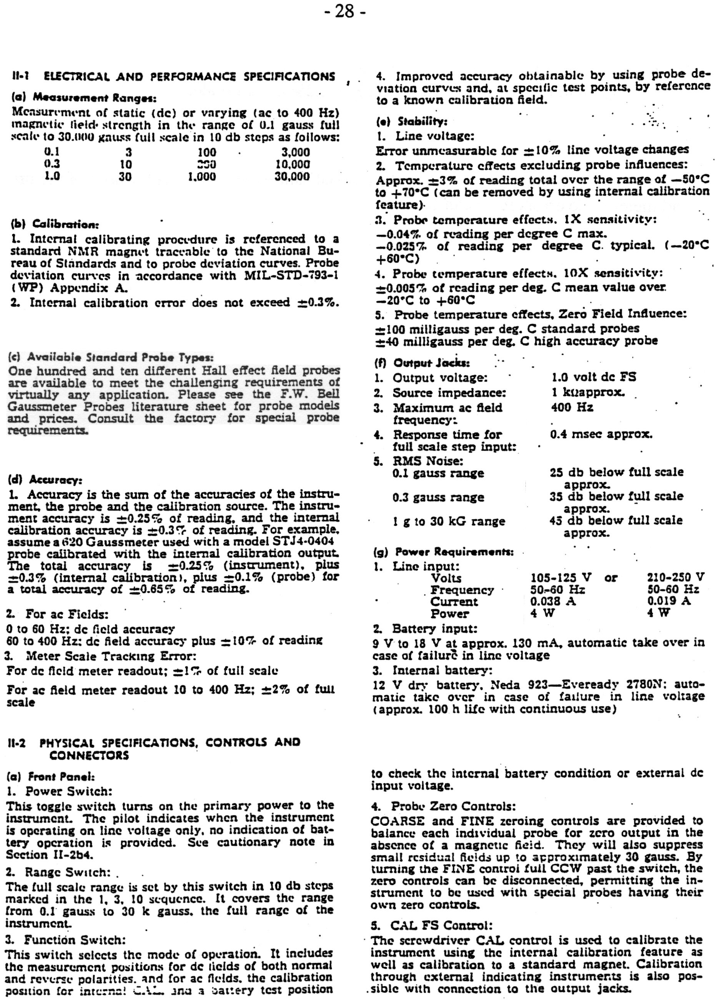 - 28 -
II-1 ELECTRICAL AND PERFORMANCE SPECIFICATIONS
(a) Measurement Ranges:
Measurement of static (dc) or varying (ac to 400 Hz)
magnetic field strength in the range of 0.1 gauss full
scale to 30.000 gauss full scale in 10 db steps as follows:
0.1 3 100 3,000
0.3 10 10,000
1.0 30 1.000 30,000
(b) Calibration:
1. Internal calibrating procedure is referenced to a
standard NMR magnet traceable to the National Bu-
reau of Standards and to probe deviation curves. Probe
deviation curves in accordance with MIL-STD-793-1
(WP) Appendix A.
2. Internal calibration error does not exceed ±0.3%.
(c) Available Standard Probe Types:
One hundred and ten different Hall effect field probes
are available to meet the challenging requirements of
virtually any application. Please see the F.W. Bell
Gaussmeter Probes literature sheet for probe models
and prices. Consult the factory for special probe
requirements.
(d) Accuracy:
1. Accuracy is the sum of the accuracies of the instru-
ment, the probe and the calibration source. The instru-
ment accuracy is ±0.25% of reading, and the internal
calibration accuracy is ±0.3% of reading. For example,
assume a 620 Gaussmeter used with a model STJ4-0404
probe calibrated with the internal calibration output.
The total accuracy is ±0.25% (instrument), plus
±0.3% (internal calibration), plus ±0.1% (probe) for
a total accuracy of ±0.65% of reading.
2. For ac Fields:
0 to 60 Hz; dc field accuracy
60 to 400 Hz: dc field accuracy plus ±10% of reading
3. Meter Scale Tracking Error:
For dc field meter readout; ±1% of full scale
For ac field meter readout 10 to 400 Hz; ±2% of full
scale
4. Improved accuracy obtainable by using probe de-
viation curves and, at specific test points, by reference
to a known calibration field.
(e) Stability:
1. Line voltage:
Error unmeasurable for ±10% line voltage changes
2. Temperature effects excluding probe influences:
Approx. ±3% of reading total over the range of —50°C
to +70°C (can be removed by using internal calibration
feature).
3. Probe temperature effects. 1X sensitivity:
—0.04% of reading per degree C max.
—0.025% of reading per degree C. typical. (—20°C
+60°C)
4. Probe temperature effects. 10X sensitivity:
±0.005% of reading per deg. C mean value over
—20°C to +60°C
5. Probe temperature effects, Zero Field Influence:
±100 milligauss per deg. C standard probes
±40 milligauss per deg. C high accuracy probe
(f) Output Jacks:
1. Output voltage: 1.0 volt dc FS
2. Source impedance: 1 kΩ approx.
3. Maximum ac field 400 Hz
frequency:
4. Response time for 0.4 msec approx.
full scale step input:
5. RMS Noise:
0.1 gauss range 25 db below full scale
approx.
0.3 gauss range 35 db below full scale
approx.
1 g to 30 kG range 45 db below full scale
approx.
(g) Power Requirements:
1. Line input:
Volts 105-125 V or 210-250 V
Frequency 50-60 Hz 50-60 Hz
Current 0.038 A 0.019 A
Power 4 W 4 W
2. Battery input:
9 V to 18 V at approx. 130 mA, automatic take over in
case of failure in line voltage
3. Internal battery:
12 V dry battery, Neda 923—Eveready 2780N; auto-
matic take over in case of failure in line voltage
(approx. 100 h life with continuous use)
II-2 PHYSICAL SPECIFICATIONS, CONTROLS AND
CONNECTORS
(a) Front Panel:
1. Power Switch:
This toggle switch turns on the primary power to the
instrument. The pilot indicates when the instrument
is operating on line voltage only, no indication of bat-
tery operation is provided. See cautionary note in
Section II-2b4.
2. Range Switch:
The full scale range is set by this switch in 10 db steps
marked in the 1, 3, 10 sequence. It covers the range
from 0.1 gauss to 30 k gauss, the full range of the
instrument.
3. Function Switch:
This switch selects the mode of operation. It includes
the measurement positions for dc fields of both normal
and reverse polarities, and for ac fields, the calibration
position for internal CAL. and a battery test position
to check the internal battery condition or external dc
input voltage.
4. Probe Zero Controls:
COARSE and FINE zeroing controls are provided to
balance each individual probe for zero output in the
absence of a magnetic field. They will also suppress
small residual fields up to approximately 30 gauss. By
turning the FINE control full CCW past the switch, the
zero controls can be disconnected, permitting the in-
strument to be used with special probes having their
own zero controls.
5. CAL FS Control:
The screwdriver CAL control is used to calibrate the
instrument using the internal calibration feature as
well as calibration to a standard magnet. Calibration
through external indicating instruments is also pos-
sible with connection to the output jacks.